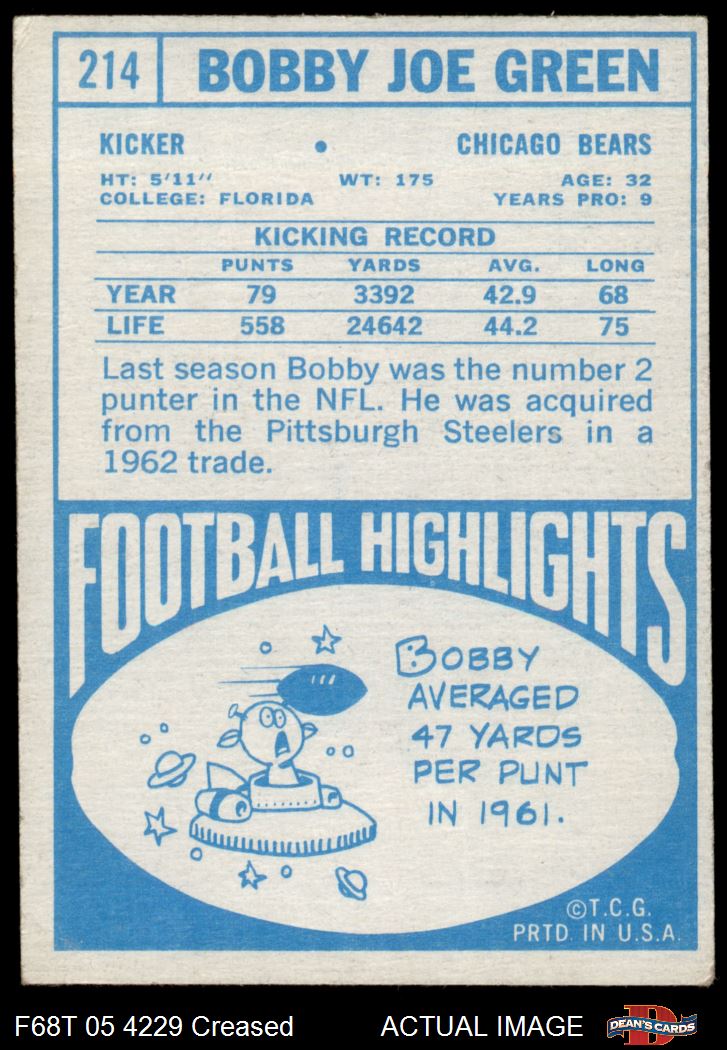 214 BOBBY JOE GREEN
KICKER • CHICAGO BEARS
HT: 5'11" WT: 175 AGE: 32
COLLEGE: FLORIDA YEARS PRO: 9
KICKING RECORD
PUNTS YARDS AVG. LONG
YEAR 79 3392 42.9 68
LIFE 558 24642 44.2 75
Last season Bobby was the number 2
punter in the NFL. He was acquired
from the Pittsburgh Steelers in a
1962 trade.
FOOTBALL HIGHLIGHTS
BOBBY
AVERAGED
47 YARDS
PER PUNT
IN 1961.
©T.C.G.
PRTD. IN U.S.A.
F68T 05 4229 Creased ACTUAL IMAGE D DEAN'S CARDS